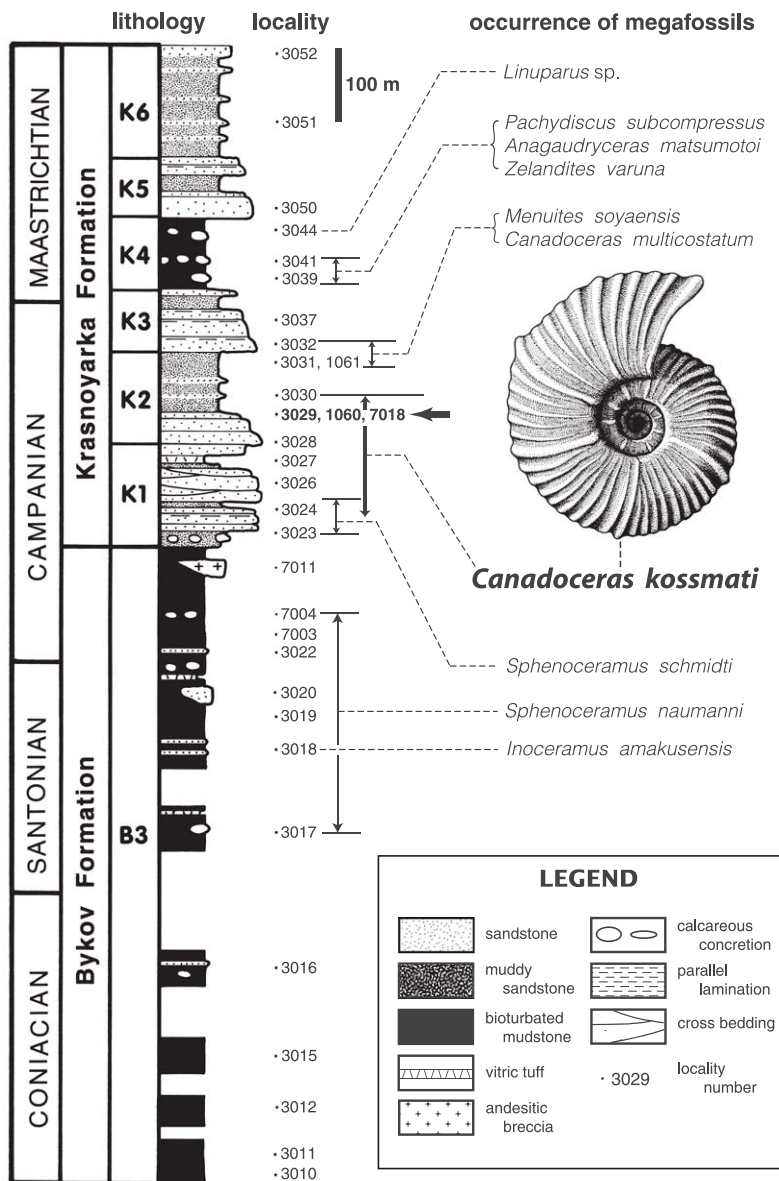 lithology
locality
occurrence of megafossils
MAASTRICHTIAN
CAMPANIAN
SANTONIAN
CONIACIAN
Krasnoyarka Formation
Bykov Formation
K6
K5
K4
K3
K2
K1
B3
·3052
100 m
·3051
·3050
·3044
·3041
·3039
·3037
·3032
·3031, 1061
·3030
·3029, 1060, 7018
·3028
·3027
·3026
·3024
·3023
·7011
·7004
·7003
·3022
·3020
·3019
·3018
·3017
·3016
·3015
·3012
·3011
·3010
Linuparus sp.
Pachydiscus subcompressus
Anagaudryceras matsumotoi
Zelandites varuna
Menuites soyaensis
Canadoceras multicostatum
Canadoceras kossmati
Sphenoceramus schmidti
Sphenoceramus naumanni
Inoceramus amakusensis
LEGEND
sandstone
muddy
sandstone
bioturbated
mudstone
vitric tuff
andesitic
breccia
calcareous
concretion
parallel
lamination
cross bedding
· 3029
locality
number